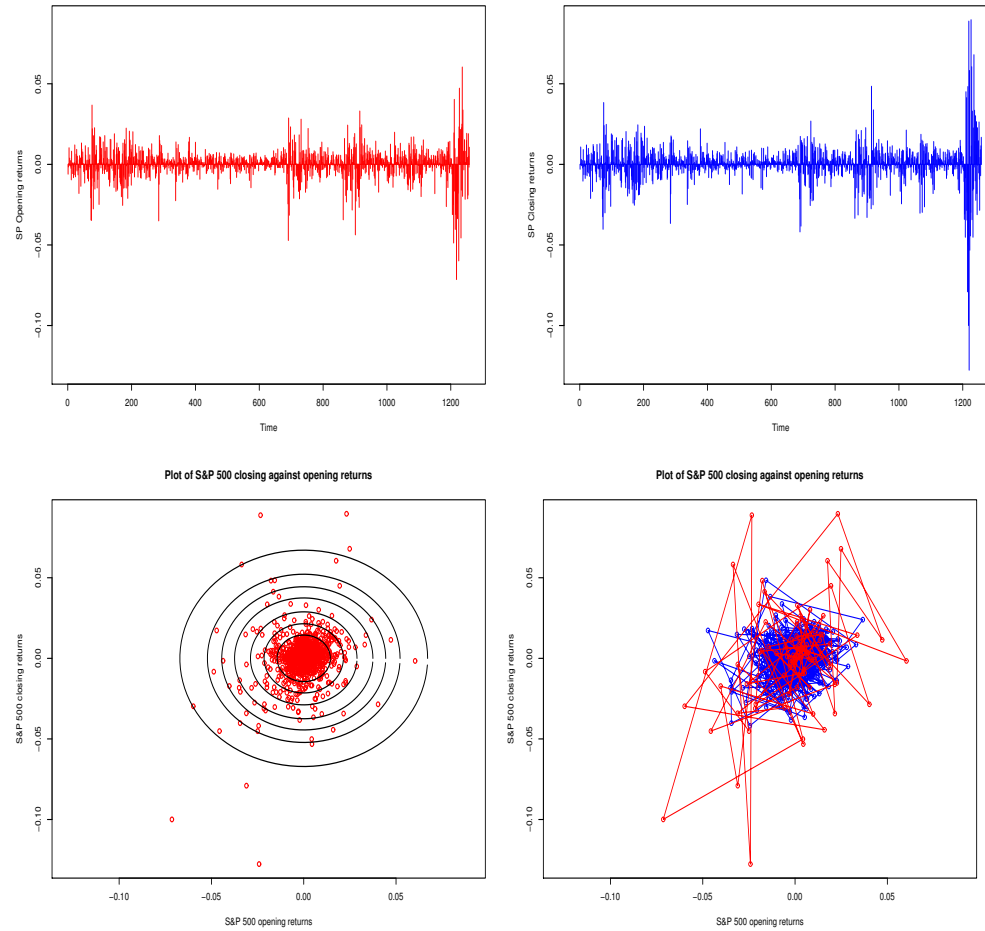 SP Opening returns
0.05
0.00
−0.05
−0.10
0 200 400 600 800 1000 1200
Time
SP Closing returns
0.05
0.00
−0.05
−0.10
0 200 400 600 800 1000 1200
Time
Plot of S&P 500 closing against opening returns
S&P 500 closing returns
0.05
0.00
−0.05
−0.10
−0.10 −0.05 0.00 0.05
S&P 500 opening returns
Plot of S&P 500 closing against opening returns
S&P 500 closing returns
0.05
0.00
−0.05
−0.10
−0.10 −0.05 0.00 0.05
S&P 500 opening returns